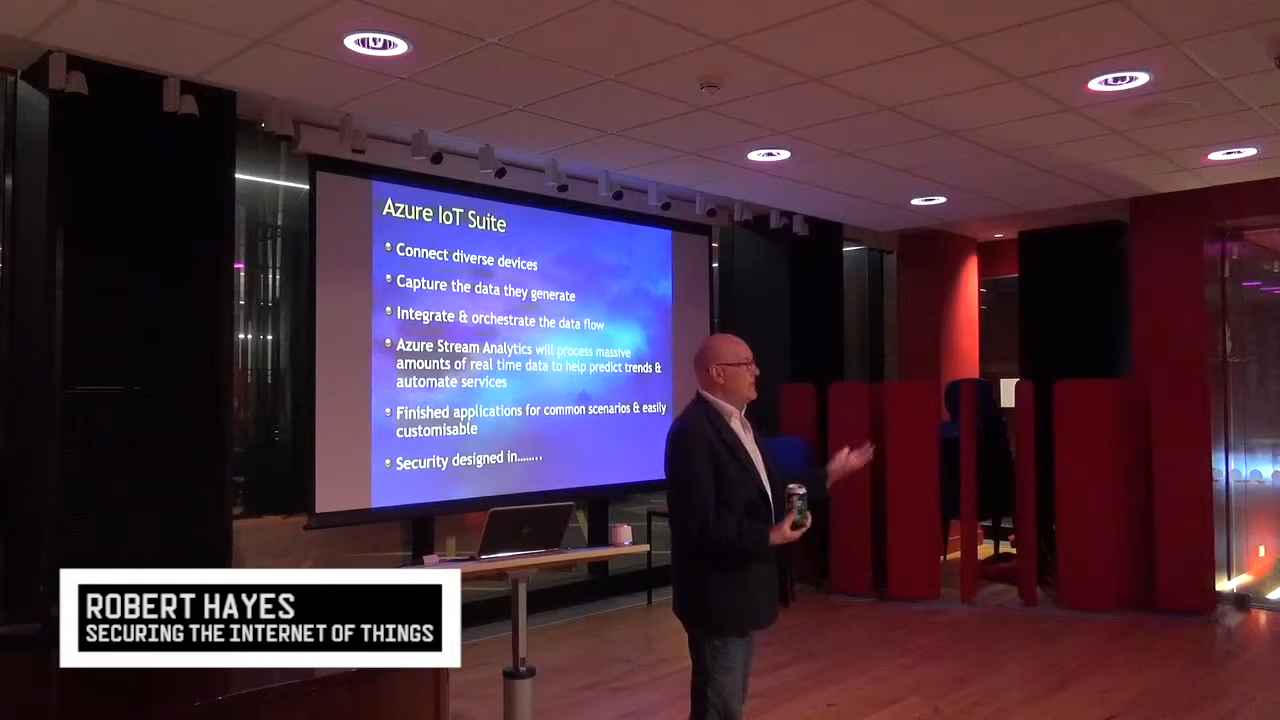 Azure IoT Suite
Connect diverse devices
Capture the data they generate
Integrate & orchestrate the data flow
Azure Stream Analytics will process massive
amounts of real time data to help predict trends &
automate services
Finished applications for common scenarios & easily
customisable
Security designed in........
ROBERT HAYES
SECURING THE INTERNET OF THINGS